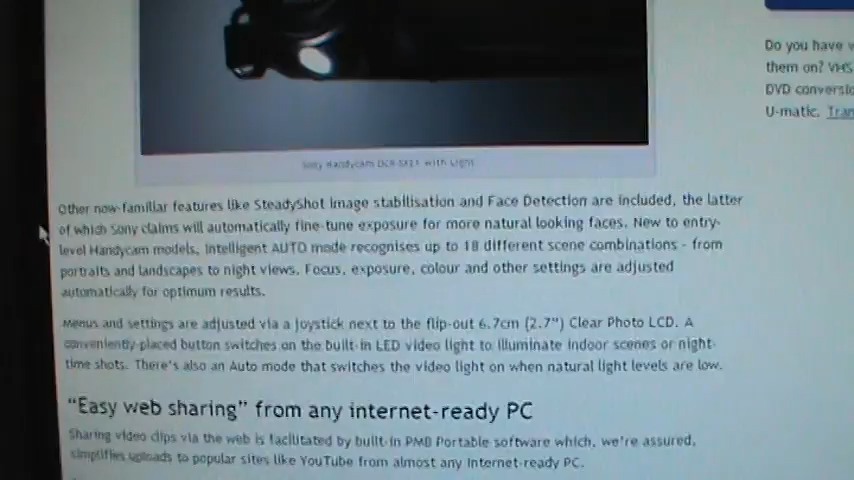 Sony Handycam DCR-SX21 with Light
Other now-familiar features like SteadyShot image stabilisation and Face Detection are included, the latter
of which Sony claims will automatically fine-tune exposure for more natural looking faces. New to entry-
level Handycam models, Intelligent AUTO mode recognises up to 18 different scene combinations - from
portraits and landscapes to night views. Focus, exposure, colour and other settings are adjusted
automatically for optimum results.
Menus and settings are adjusted via a joystick next to the flip-out 6.7cm (2.7") Clear Photo LCD. A
conveniently-placed button switches on the built-in LED video light to illuminate indoor scenes or night-
time shots. There's also an Auto mode that switches the video light on when natural light levels are low.
"Easy web sharing" from any internet-ready PC
Sharing video clips via the web is facilitated by built-in PMB Portable software which, we're assured,
simplifies uploads to popular sites like YouTube from almost any Internet-ready PC.
Do you have
them on? VHS
DVD
U-matic.